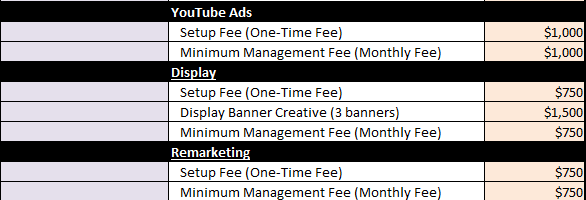 YouTube Ads
Setup Fee (One-Time Fee) $1,000
Minimum Management Fee (Monthly Fee) $1,000
Display
Setup Fee (One-Time Fee) $750
Display Banner Creative (3 banners) $1,500
Minimum Management Fee (Monthly Fee) $750
Remarketing
Setup Fee (One-Time Fee) $750
Minimum Management Fee (Monthly Fee) $750